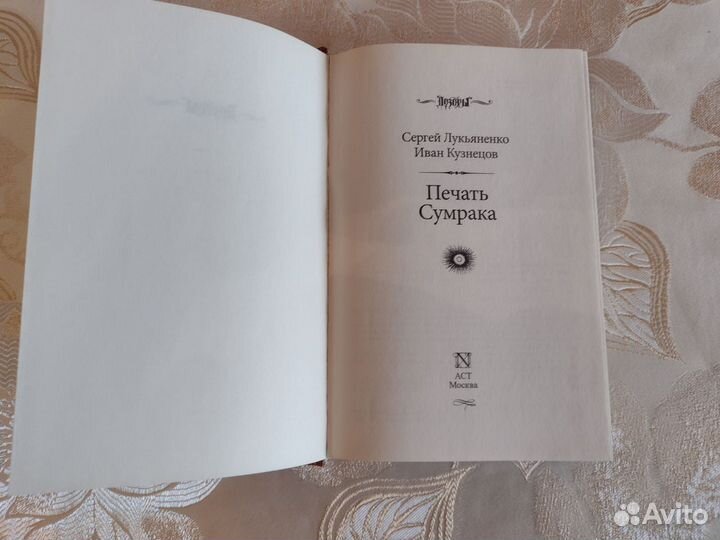 Дозоры
Сергей Лукьяненко
Иван Кузнецов
Печать
Сумрака
АСТ
Москва
Avito